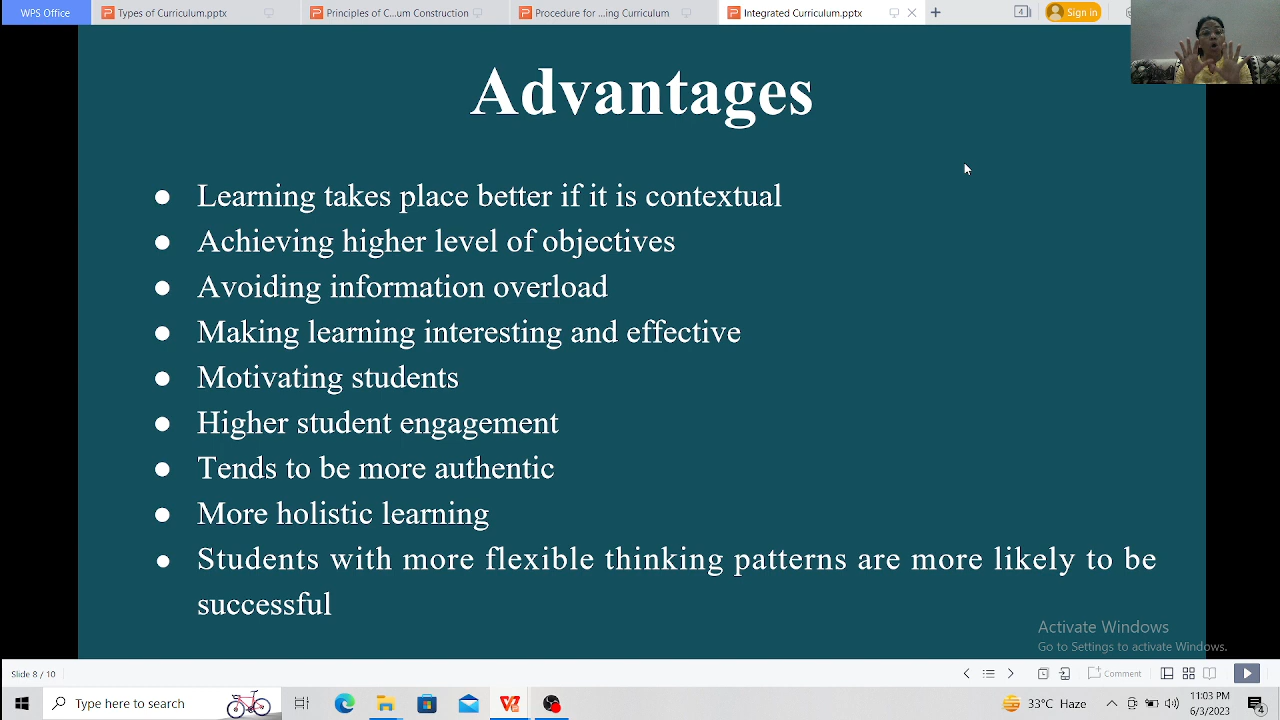 WPS Office
Types of Curriculum.pptx
Principles of C...um Construction
Procedure for ...ing Curriculum
Integrated Curriculum.pptx
4
Sign in
Advantages
Learning takes place better if it is contextual
Achieving higher level of objectives
Avoiding information overload
Making learning interesting and effective
Motivating students
Higher student engagement
Tends to be more authentic
More holistic learning
Students with more flexible thinking patterns are more likely to be
successful
Activate Windows
Go to Settings to activate Windows.
Slide 8 / 10
Comment
Type here to search
33°C Haze
11:03 PM
6/3/2023
4